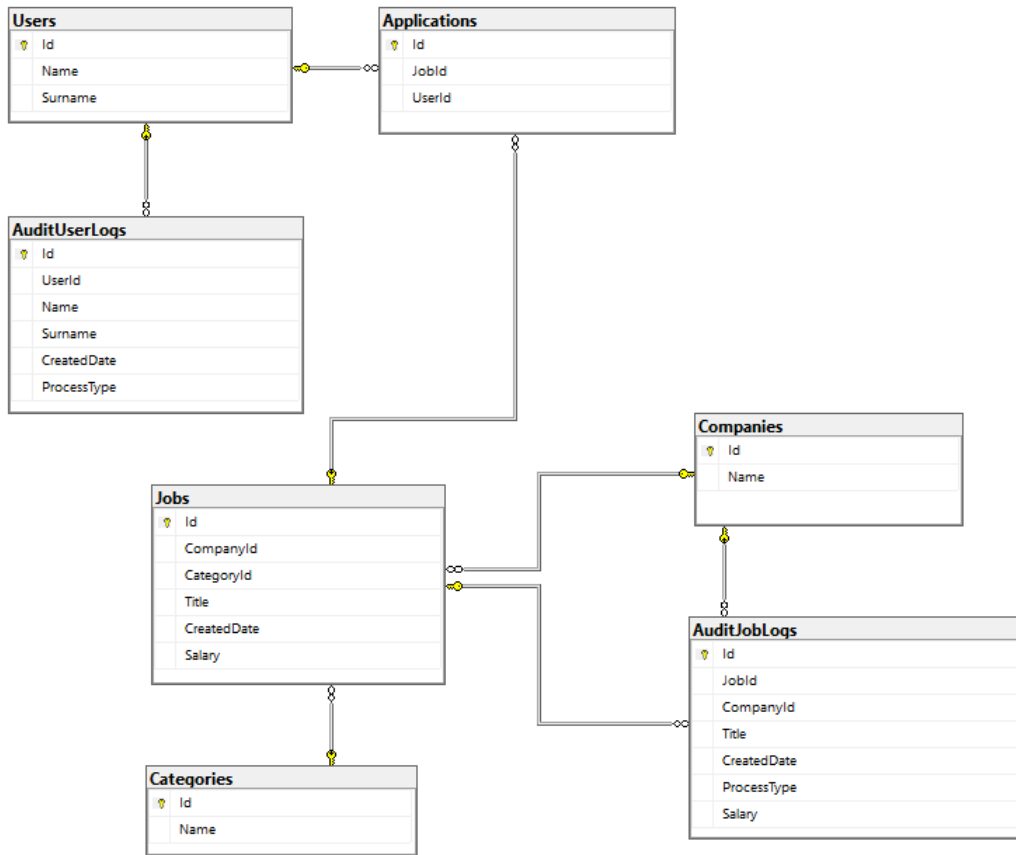 Users
Id
Name
Surname
Applications
Id
JobId
UserId
AuditUserLogs
Id
UserId
Name
Surname
CreatedDate
ProcessType
Jobs
Id
CompanyId
CategoryId
Title
CreatedDate
Salary
Companies
Id
Name
AuditJobLogs
Id
JobId
CompanyId
Title
CreatedDate
ProcessType
Salary
Categories
Id
Name